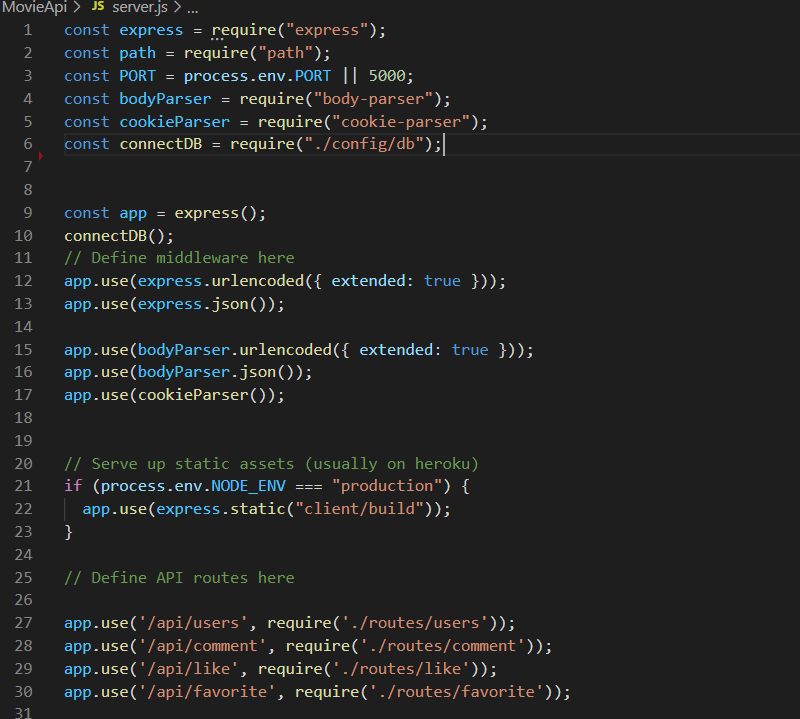 MovieApi > JS server.js > ...
1 const express = require("express");
2 const path = require("path");
3 const PORT = process.env.PORT || 5000;
4 const bodyParser = require("body-parser");
5 const cookieParser = require("cookie-parser");
6 const connectDB = require("./config/db");
7
8
9 const app = express();
10 connectDB();
11 // Define middleware here
12 app.use(express.urlencoded({ extended: true }));
13 app.use(express.json());
14
15 app.use(bodyParser.urlencoded({ extended: true }));
16 app.use(bodyParser.json());
17 app.use(cookieParser());
18
19
20 // Serve up static assets (usually on heroku)
21 if (process.env.NODE_ENV === "production") {
22   app.use(express.static("client/build"));
23 }
24
25 // Define API routes here
26
27 app.use('/api/users', require('./routes/users'));
28 app.use('/api/comment', require('./routes/comment'));
29 app.use('/api/like', require('./routes/like'));
30 app.use('/api/favorite', require('./routes/favorite'));
31